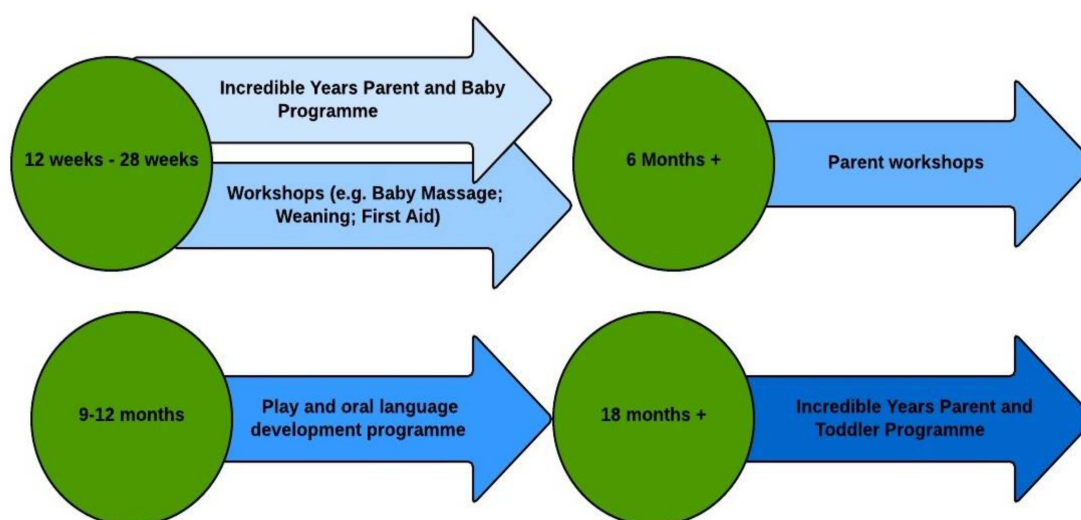 12 weeks - 28 weeks
Incredible Years Parent and Baby
Programme
Workshops (e.g. Baby Massage;
Weaning; First Aid)
6 Months +
Parent workshops
9-12 months
Play and oral language
development programme
18 months +
Incredible Years Parent and
Toddler Programme